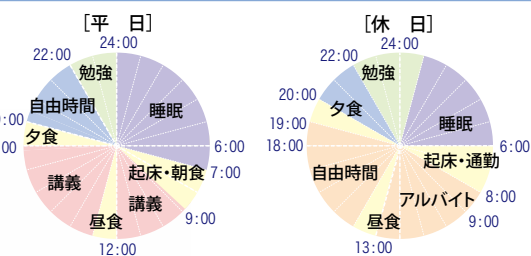 [平 日]
24:00
22:00
勉強
自由時間
睡眠
夕食
6:00
起床・朝食
7:00
講義
講義
9:00
昼食
12:00
[休 日]
24:00
22:00
勉強
20:00
夕食
19:00
睡眠
18:00
6:00
起床・通勤
自由時間
8:00
アルバイト
9:00
昼食
13:00